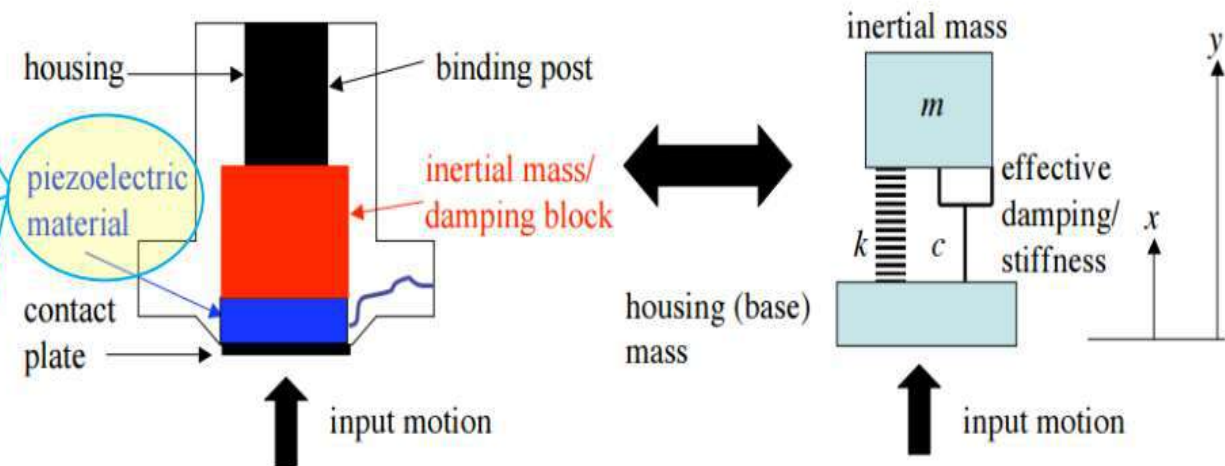 housing
binding post
piezoelectric
material
inertial mass/
damping block
contact
plate
input motion
inertial mass
m
y
effective
damping/
stiffness
x
k
c
housing (base)
mass
input motion